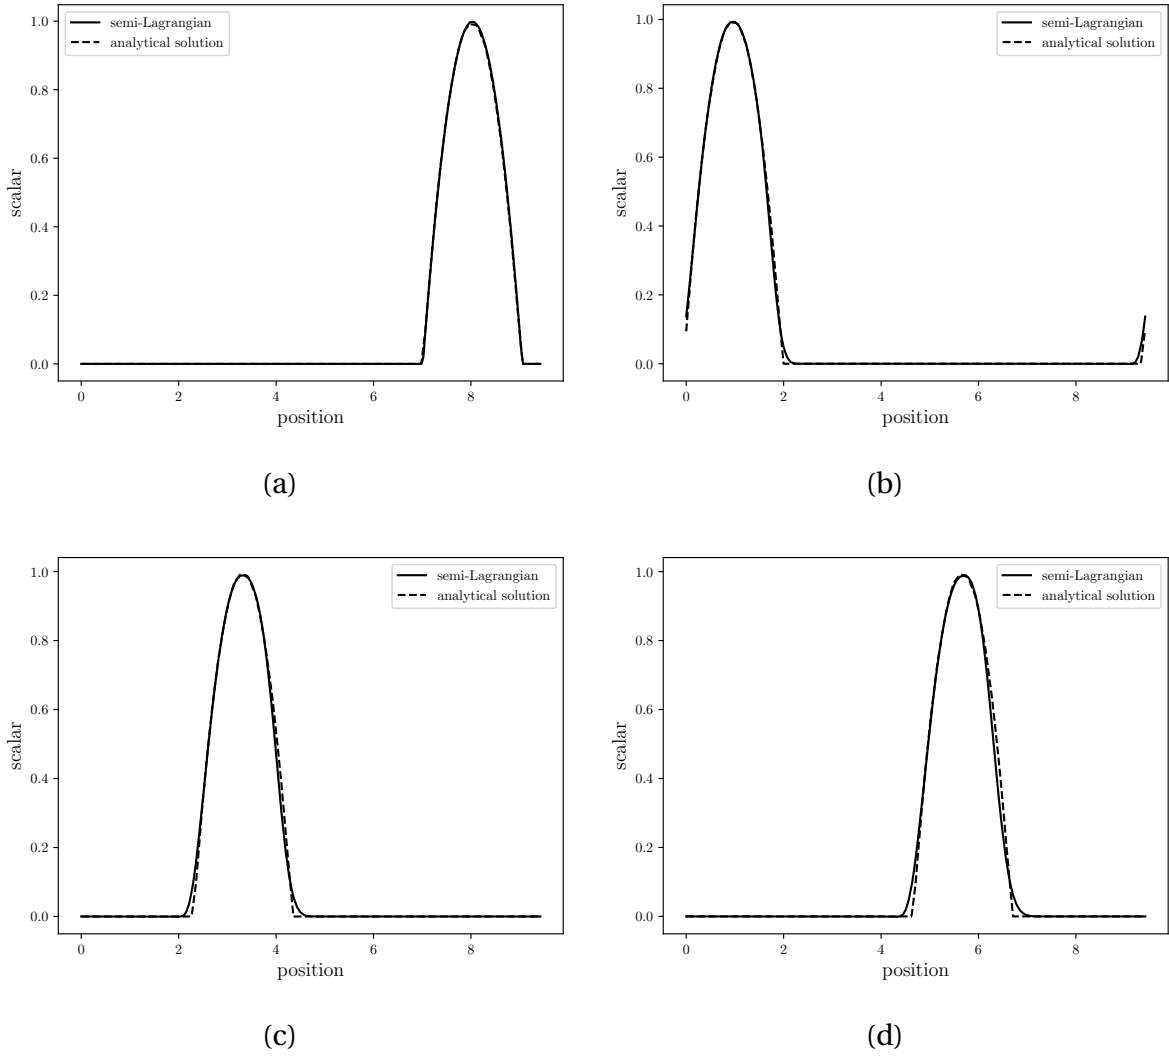 semi-Lagrangian
analytical solution
1.0
0.8
0.6
0.4
0.2
0.0
scalar
0 2 4 6 8
position
(a)
semi-Lagrangian
analytical solution
1.0
0.8
0.6
0.4
0.2
0.0
scalar
0 2 4 6 8
position
(b)
semi-Lagrangian
analytical solution
1.0
0.8
0.6
0.4
0.2
0.0
scalar
0 2 4 6 8
position
(c)
semi-Lagrangian
analytical solution
1.0
0.8
0.6
0.4
0.2
0.0
scalar
0 2 4 6 8
position
(d)